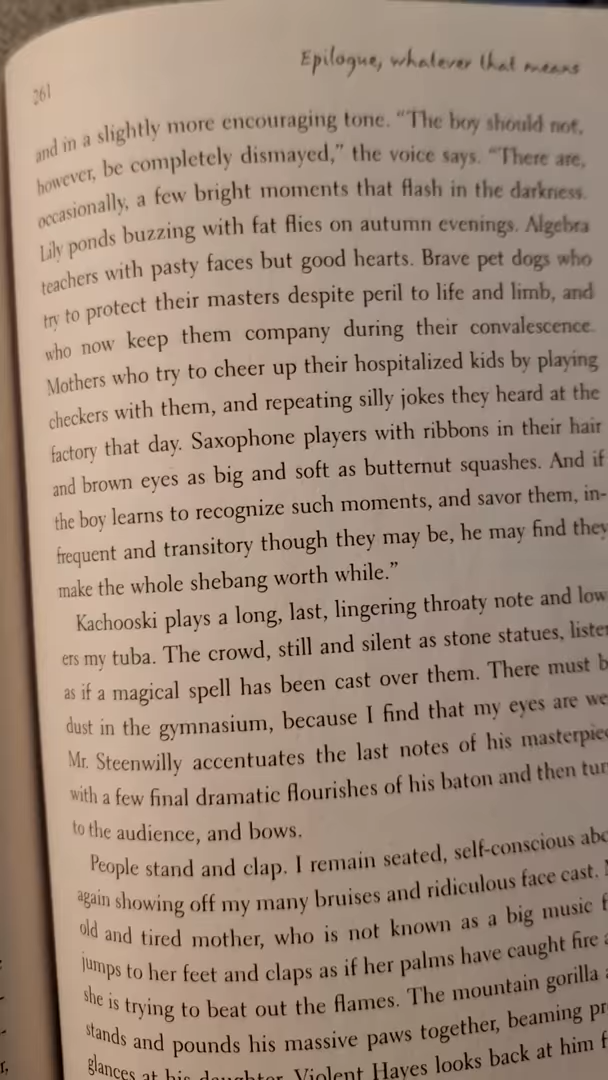 Epilogue, whatever that means
261
and in a slightly more encouraging tone. “The boy should not,
however, be completely dismayed,” the voice says. “There are,
occasionally, a few bright moments that flash in the darkness.
Lily ponds buzzing with fat flies on autumn evenings. Algebra
teachers with pasty faces but good hearts. Brave pet dogs who
try to protect their masters despite peril to life and limb, and
who now keep them company during their convalescence.
Mothers who try to cheer up their hospitalized kids by playing
checkers with them, and repeating silly jokes they heard at the
factory that day. Saxophone players with ribbons in their hair
and brown eyes as big and soft as butternut squashes. And if
the boy learns to recognize such moments, and savor them, in-
frequent and transitory though they may be, he may find they
make the whole shebang worth while.”
Kachooski plays a long, last, lingering throaty note and low
ers my tuba. The crowd, still and silent as stone statues, listen
as if a magical spell has been cast over them. There must b
dust in the gymnasium, because I find that my eyes are we
Mr. Steenwilly accentuates the last notes of his masterpiec
with a few final dramatic flourishes of his baton and then tur
to the audience, and bows.
People stand and clap. I remain seated, self-conscious abo
again showing off my many bruises and ridiculous face cast.
old and tired mother, who is not known as a big music f
jumps to her feet and claps as if her palms have caught fire a
she is trying to beat out the flames. The mountain gorilla a
stands and pounds his massive paws together, beaming pr
glances at his daughter. Violent Hayes looks back at him f